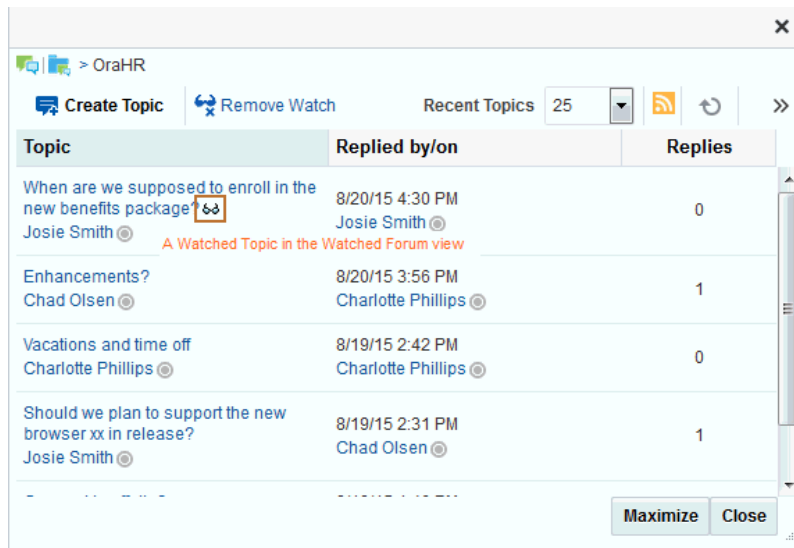 > OraHR
Create Topic Remove Watch Recent Topics 25
Topic Replied by/on Replies
When are we supposed to enroll in the
new benefits package?
Josie Smith
8/20/15 4:30 PM
Josie Smith
0
A Watched Topic in the Watched Forum view
Enhancements?
Chad Olsen
8/20/15 3:56 PM
Charlotte Phillips
1
Vacations and time off
Charlotte Phillips
8/19/15 2:42 PM
Charlotte Phillips
0
Should we plan to support the new
browser xx in release?
Josie Smith
8/19/15 2:31 PM
Chad Olsen
1
Maximize Close